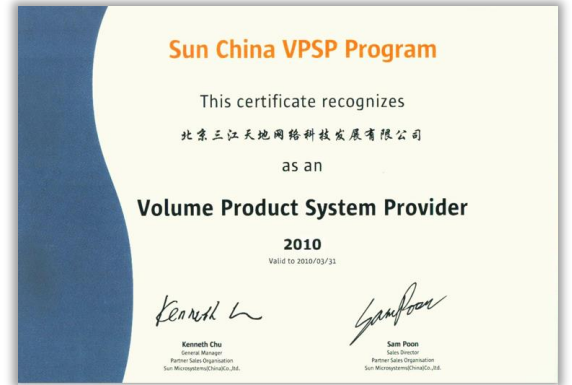 Sun China VPSP Program
This certificate recognizes
北京三江天地网络科技发展有限公司
as an
Volume Product System Provider
2010
Valid to 2010/03/31
Kenneth Chu
General Manager
Partner Sales Organisation
Sun Microsystems(China)Co.,ltd.
Sam Poon
Sales Director
Partner Sales Organisation
Sun Microsystems(China)Co.,ltd.